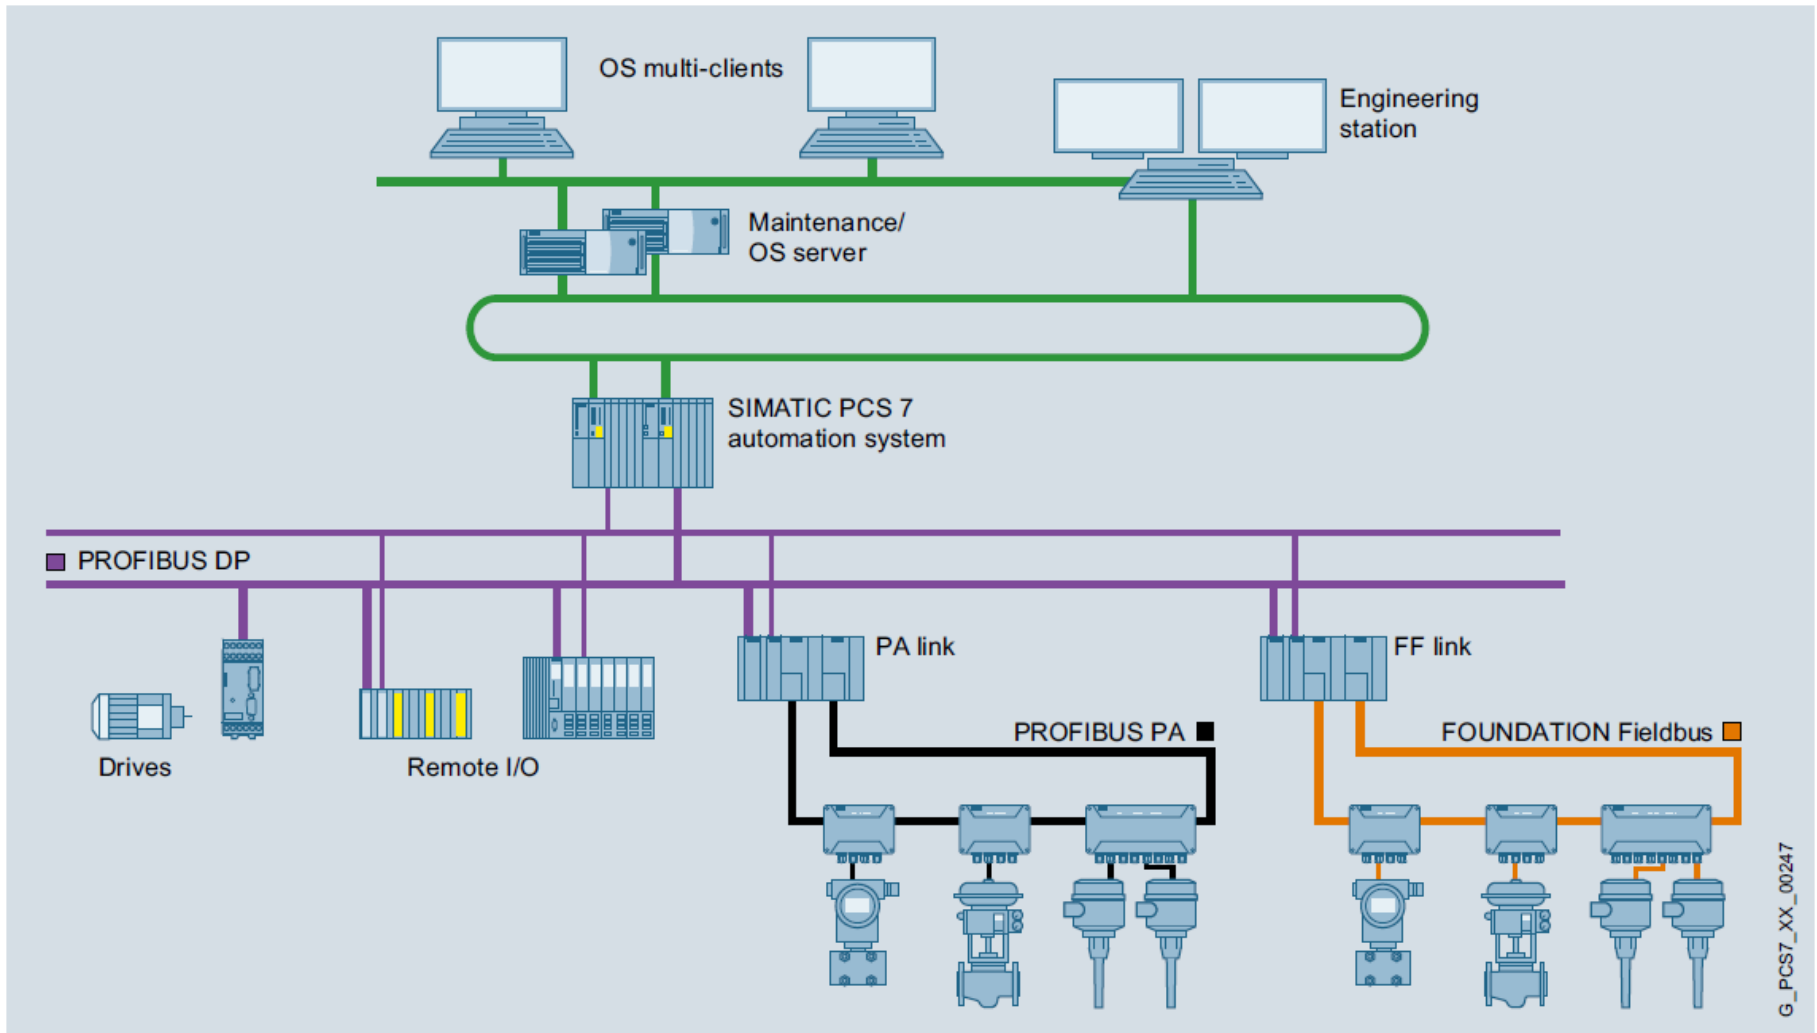 OS multi-clients
Engineering
station
Maintenance/
OS server
SIMATIC PCS 7
automation system
PROFIBUS DP
PA link
FF link
PROFIBUS PA
FOUNDATION Fieldbus
Drives
Remote I/O
G_PCS7_XX_00247